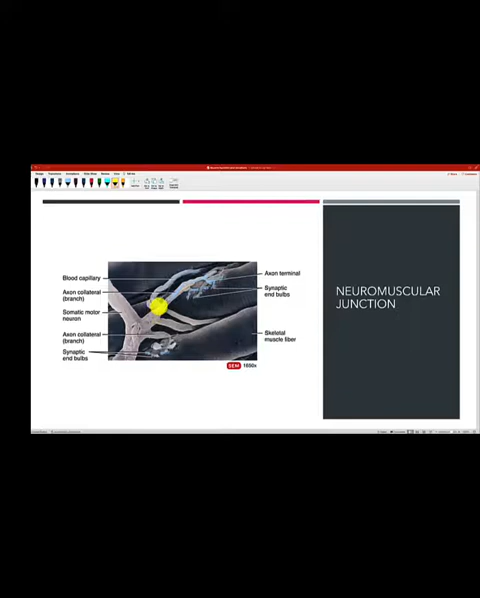 Blood capillary
Axon collateral
(branch)
Somatic motor
neuron
Axon collateral
(branch)
Synaptic
end bulbs
Axon terminal
Synaptic
end bulbs
Skeletal
muscle fiber
SEM 1650x
NEUROMUSCULAR
JUNCTION